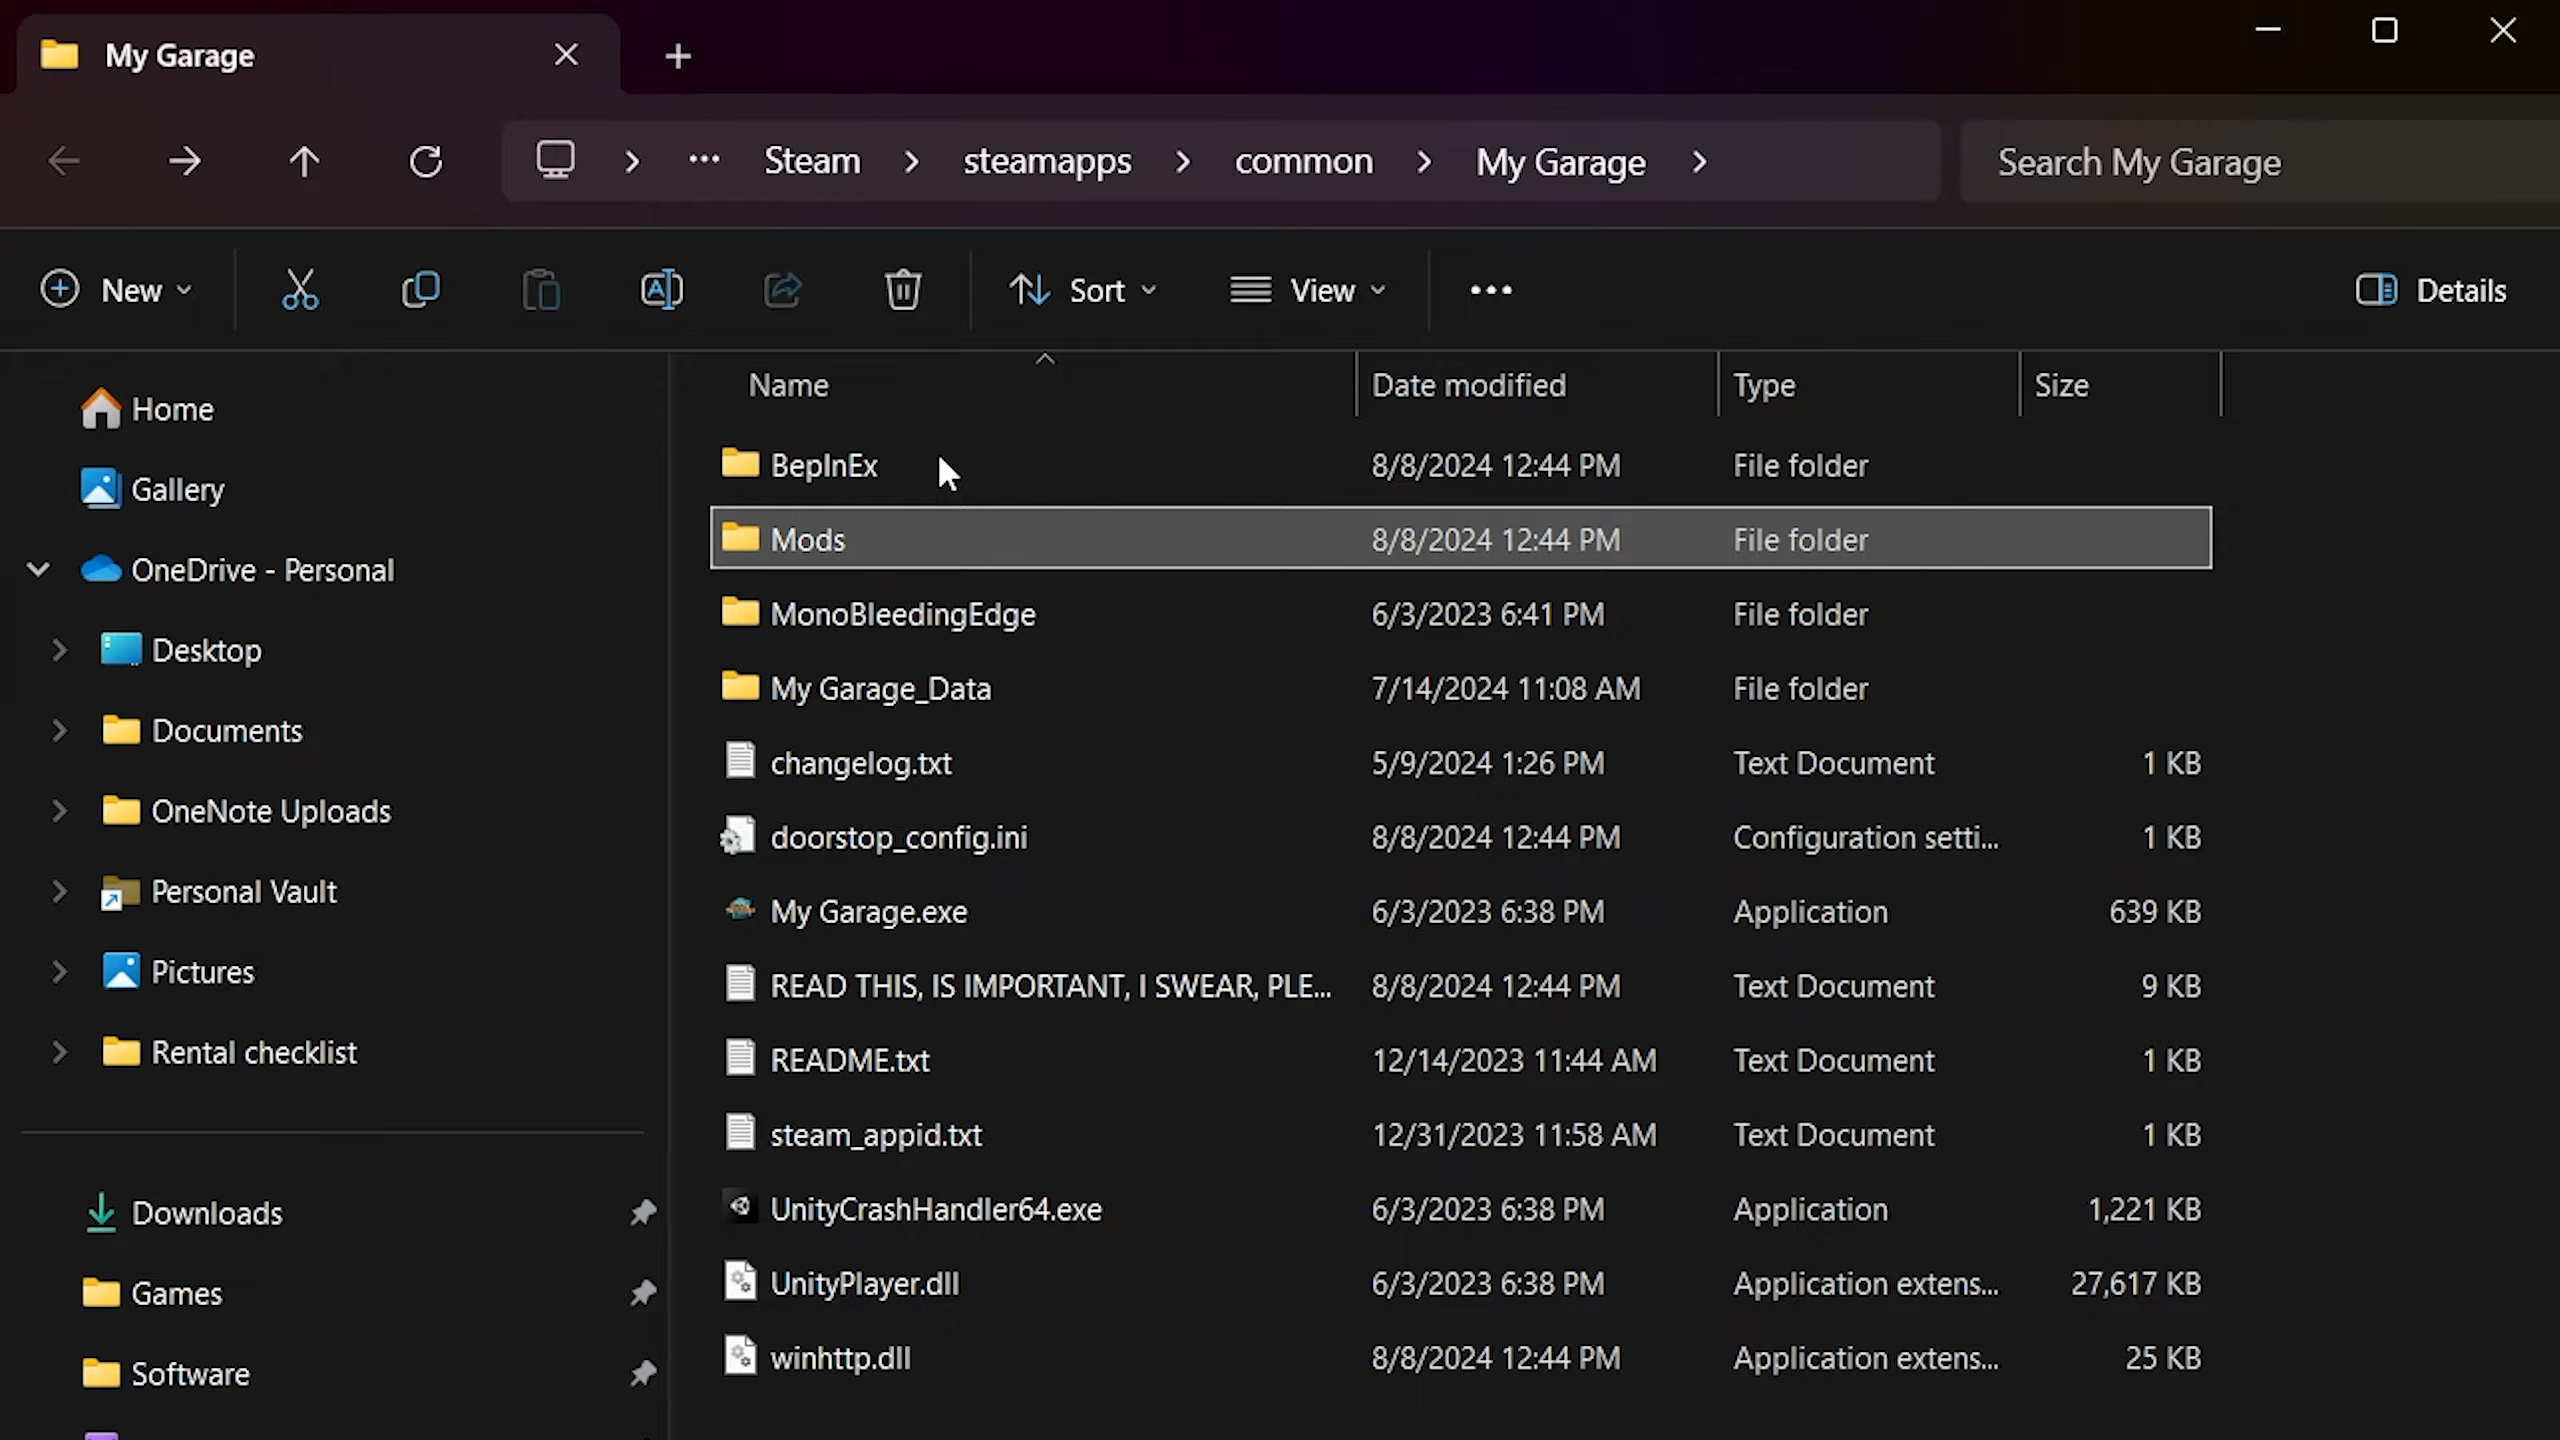 My Garage
Steam > steamapps > common > My Garage >
Search My Garage
New
Sort
View
Details
Home
Gallery
OneDrive - Personal
Desktop
Documents
OneNote Uploads
Personal Vault
Pictures
Rental checklist
Downloads
Games
Software
Name Date modified Type Size
BepInEx 8/8/2024 12:44 PM File folder
Mods 8/8/2024 12:44 PM File folder
MonoBleedingEdge 6/3/2023 6:41 PM File folder
My Garage_Data 7/14/2024 11:08 AM File folder
changelog.txt 5/9/2024 1:26 PM Text Document 1 KB
doorstop_config.ini 8/8/2024 12:44 PM Configuration setti... 1 KB
My Garage.exe 6/3/2023 6:38 PM Application 639 KB
READ THIS, IS IMPORTANT, I SWEAR, PLE... 8/8/2024 12:44 PM Text Document 9 KB
README.txt 12/14/2023 11:44 AM Text Document 1 KB
steam_appid.txt 12/31/2023 11:58 AM Text Document 1 KB
UnityCrashHandler64.exe 6/3/2023 6:38 PM Application 1,221 KB
UnityPlayer.dll 6/3/2023 6:38 PM Application extens... 27,617 KB
winhttp.dll 8/8/2024 12:44 PM Application extens... 25 KB